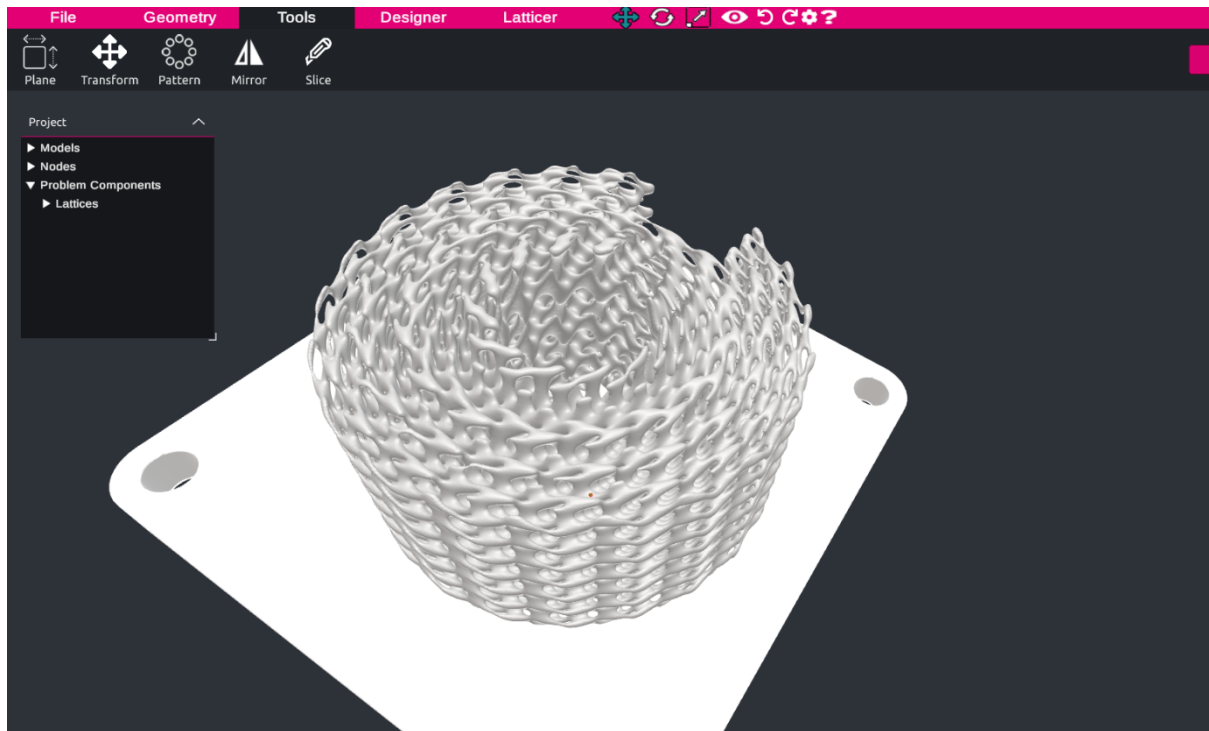 File Geometry Tools Designer Latticer
Plane Transform Pattern Mirror Slice
Project
Models
Nodes
Problem Components
Lattices